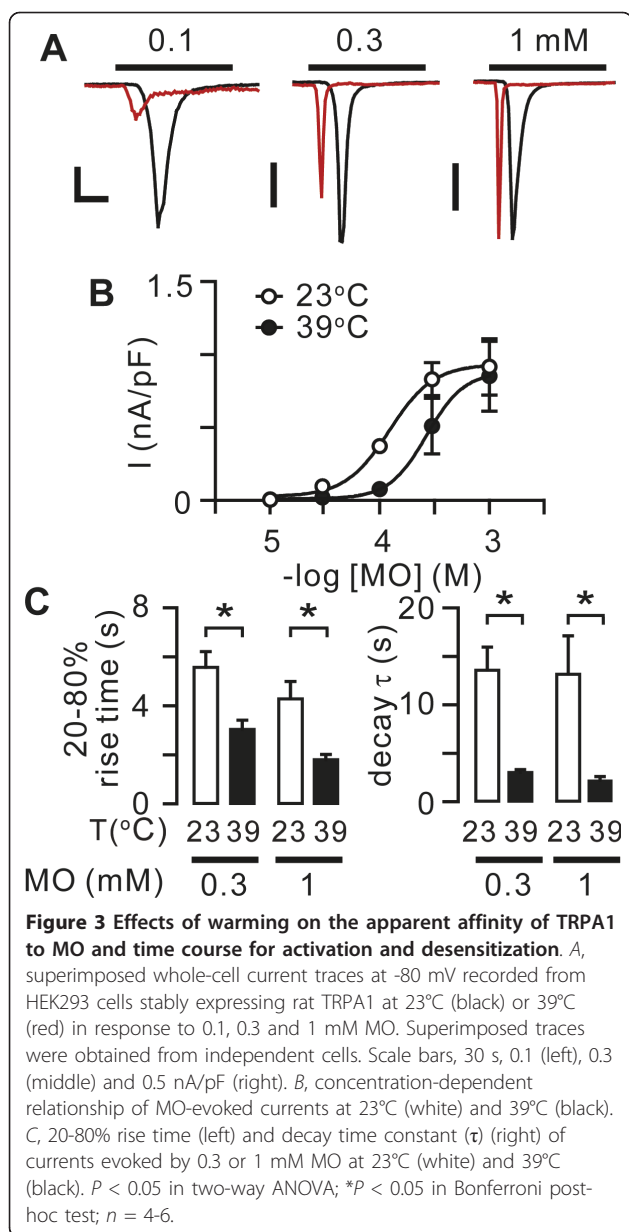 A
0.1
0.3
1 mM
B
1.5
23°C
39°C
I (nA/pF)
0
5
4
3
-log [MO] (M)
C
8
4
0
20-80%
rise time (s)
*
*
20
10
0
decay τ (s)
*
*
T(°C)
23 39
23 39
23 39
23 39
MO (mM)
0.3
1
0.3
1
Figure 3 Effects of warming on the apparent affinity of TRPA1
to MO and time course for activation and desensitization. A,
superimposed whole-cell current traces at -80 mV recorded from
HEK293 cells stably expressing rat TRPA1 at 23°C (black) or 39°C
(red) in response to 0.1, 0.3 and 1 mM MO. Superimposed traces
were obtained from independent cells. Scale bars, 30 s, 0.1 (left), 0.3
(middle) and 0.5 nA/pF (right). B, concentration-dependent
relationship of MO-evoked currents at 23°C (white) and 39°C (black).
C, 20-80% rise time (left) and decay time constant (τ) (right) of
currents evoked by 0.3 or 1 mM MO at 23°C (white) and 39°C
(black). P < 0.05 in two-way ANOVA; *P < 0.05 in Bonferroni post-
hoc test; n = 4-6.